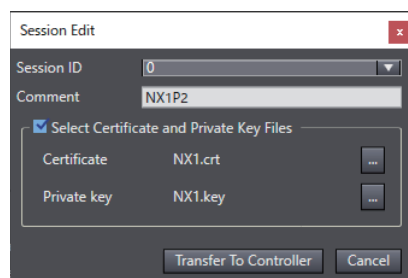 Session Edit
x
Session ID 0
Comment NX1P2
Select Certificate and Private Key Files
Certificate NX1.crt ...
Private key NX1.key ...
Transfer To Controller Cancel